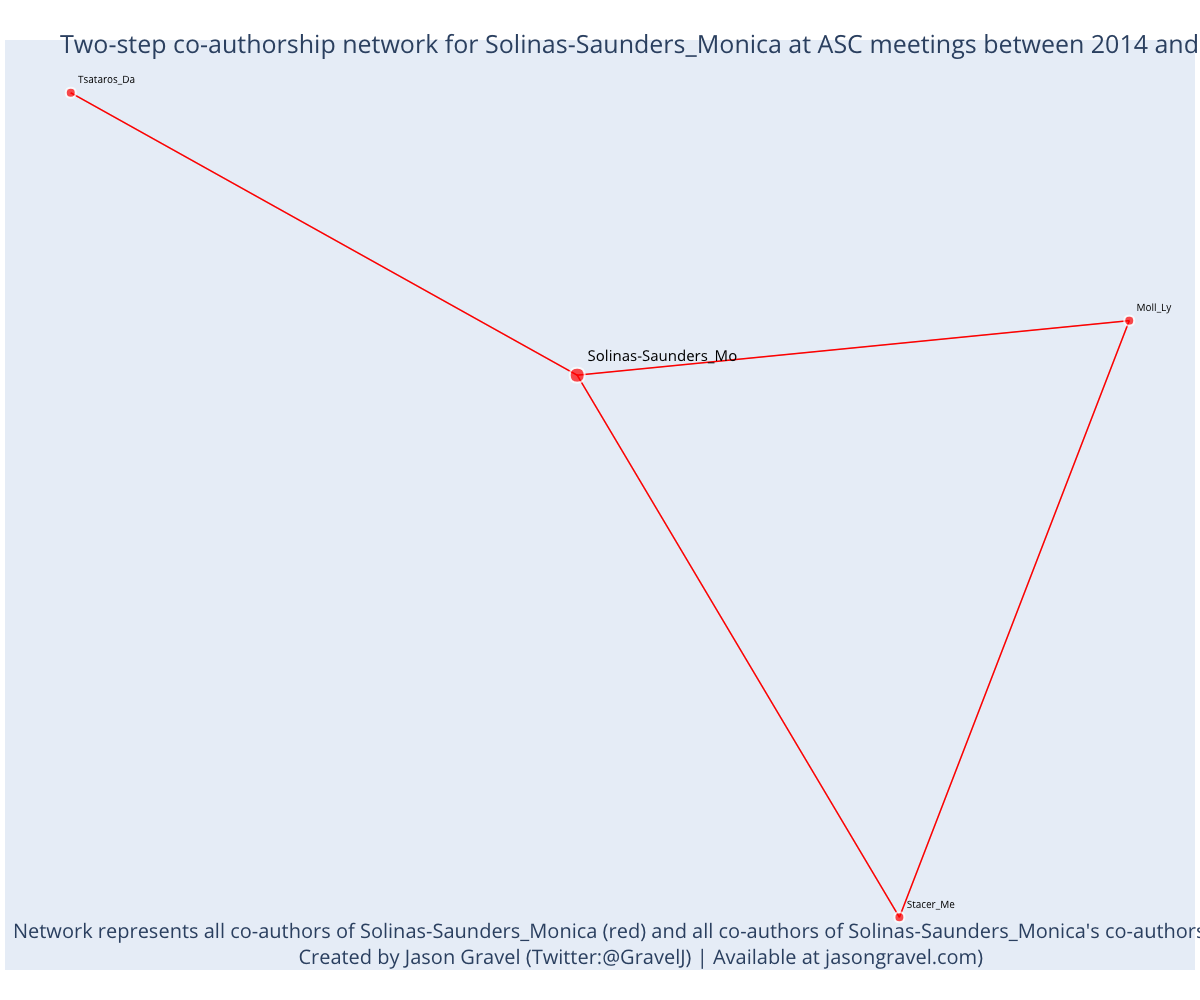 Two-step co-authorship network for Solinas-Saunders_Monica at ASC meetings between 2014 and
Tsataros_Da
Moll_Ly
Solinas-Saunders_Mo
Stacer_Me
Network represents all co-authors of Solinas-Saunders_Monica (red) and all co-authors of Solinas-Saunders_Monica's co-authors
Created by Jason Gravel (Twitter:@GravelJ) | Available at jasongravel.com)